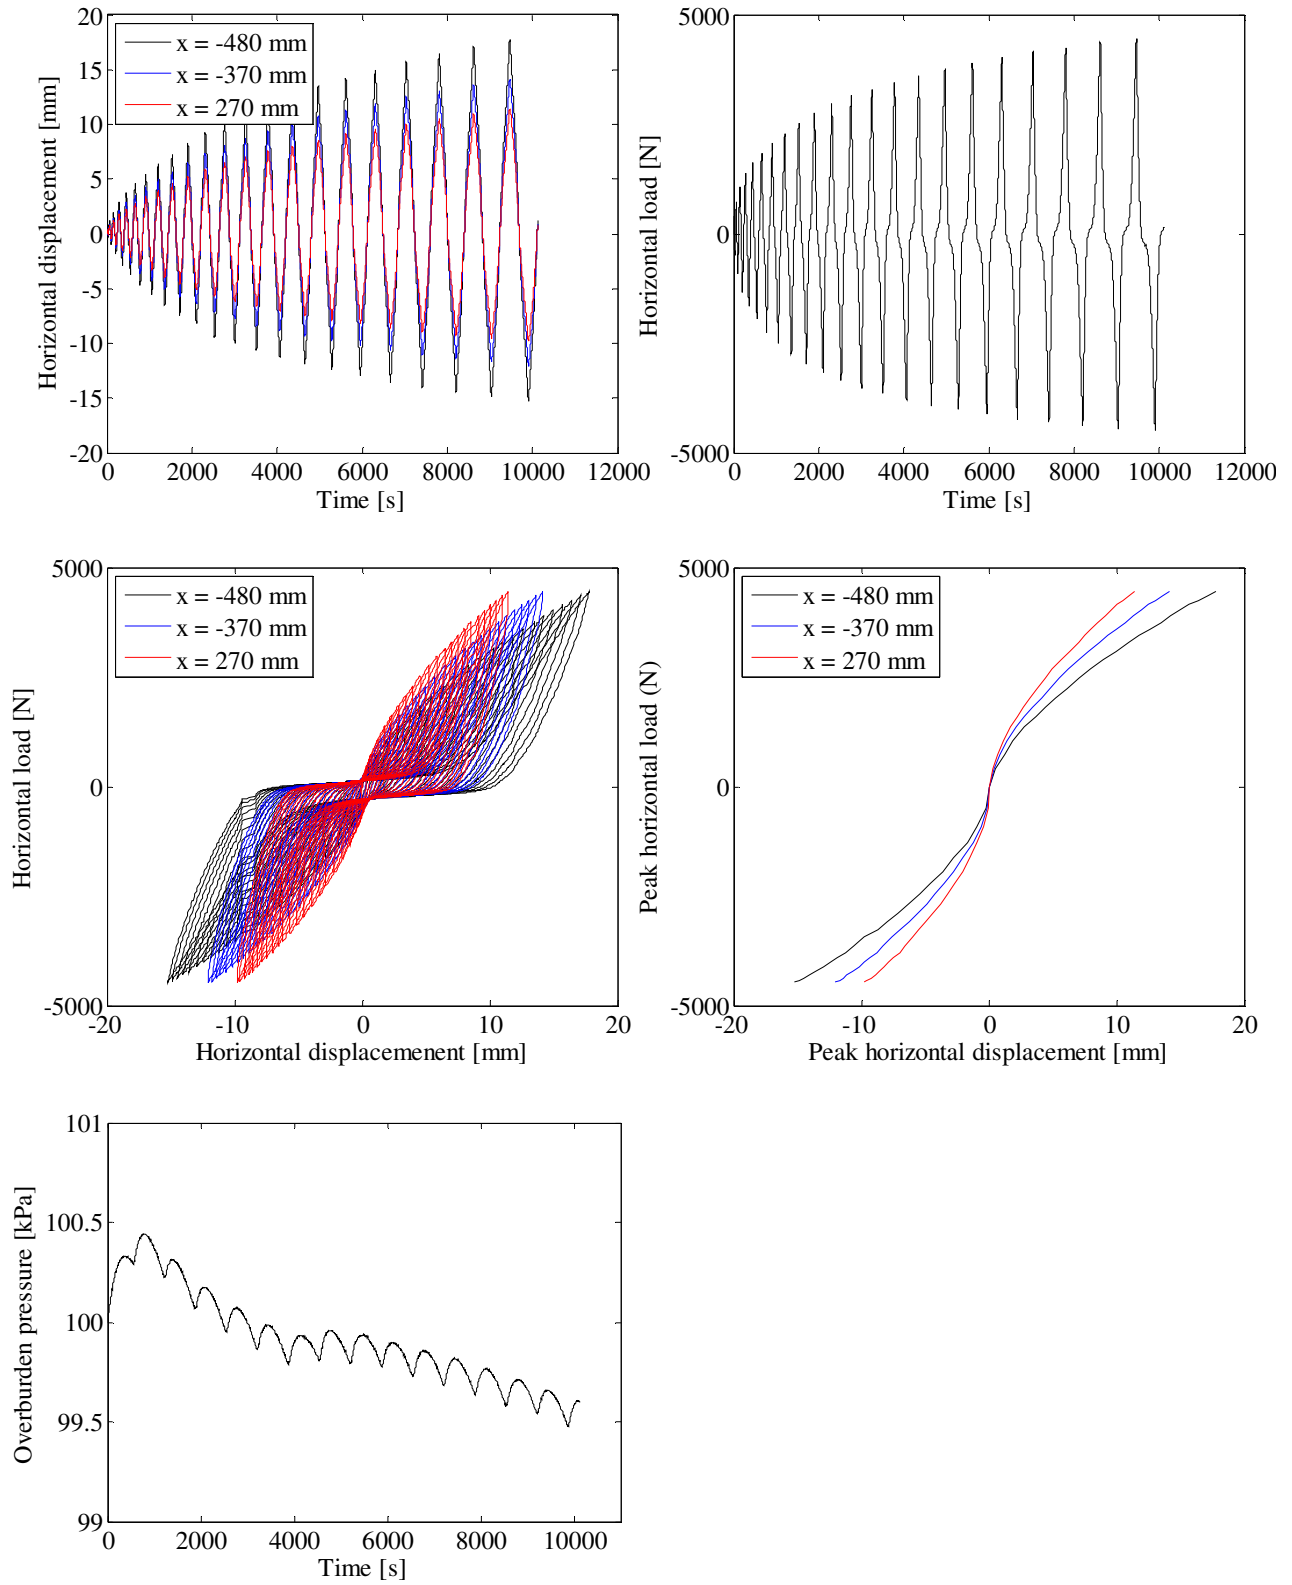 20
15
10
5
0
-5
-10
-15
-20
Horizontal displacement [mm]
x = -480 mm
x = -370 mm
x = 270 mm
0 2000 4000 6000 8000 10000 12000
Time [s]
5000
0
-5000
Horizontal load [N]
0 2000 4000 6000 8000 10000 12000
Time [s]
5000
0
-5000
Horizontal load [N]
x = -480 mm
x = -370 mm
x = 270 mm
-20 -10 0 10 20
Horizontal displacemenent [mm]
5000
0
-5000
Peak horizontal load (N)
x = -480 mm
x = -370 mm
x = 270 mm
-20 -10 0 10 20
Peak horizontal displacement [mm]
101
100.5
100
99.5
99
Overburden pressure [kPa]
0 2000 4000 6000 8000 10000
Time [s]